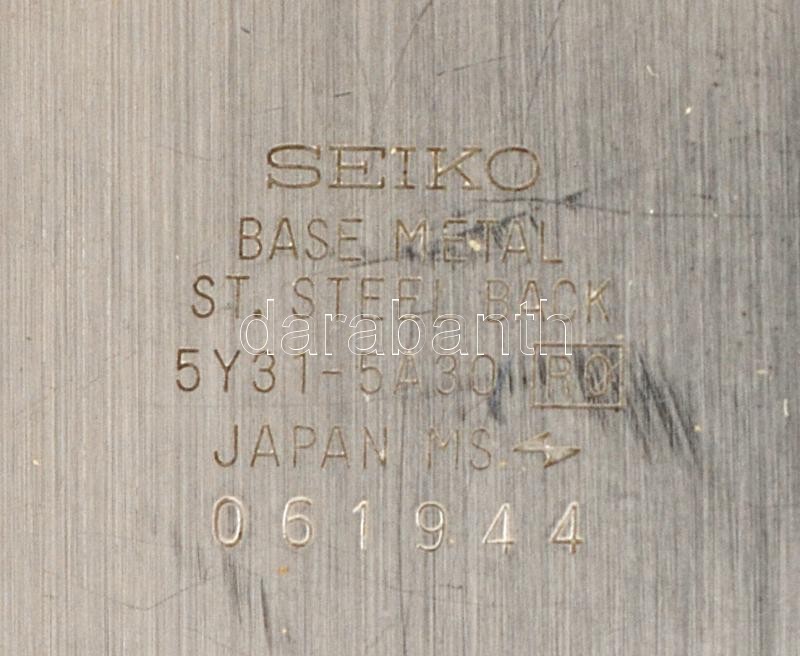 SEIKO
BASE METAL
ST. STEEL BACK
darabanth
5Y31-5A30 R0
JAPAN MS.
061944